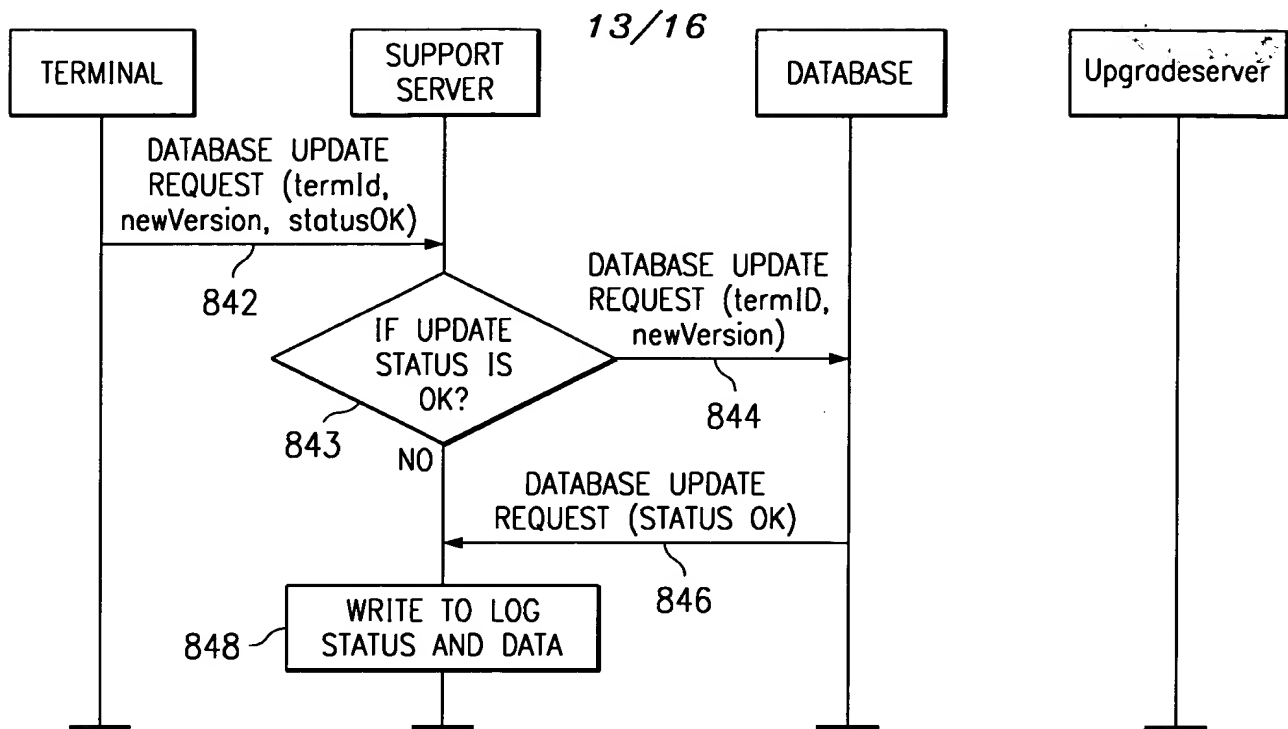 13/16
TERMINAL
SUPPORT
SERVER
DATABASE
Upgradeserver
DATABASE UPDATE
REQUEST (termId,
newVersion, statusOK)
842
DATABASE UPDATE
REQUEST (termID,
newVersion)
844
IF UPDATE
STATUS IS
OK?
843
NO
DATABASE UPDATE
REQUEST (STATUS OK)
846
WRITE TO LOG
STATUS AND DATA
848